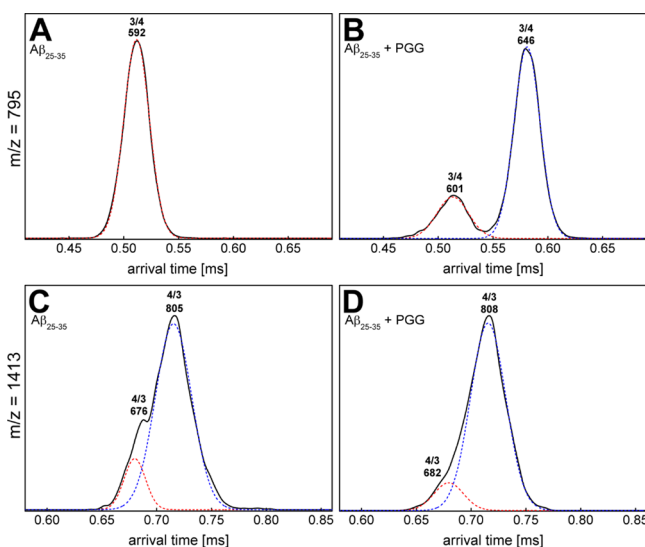 A
Aβ25-35
3/4
592
B
Aβ25-35 + PGG
3/4
646
3/4
601
m/z = 795
0.45 0.50 0.55 0.60 0.65
arrival time [ms]
0.45 0.50 0.55 0.60 0.65
arrival time [ms]
C
Aβ25-35
4/3
805
4/3
676
D
Aβ25-35 + PGG
4/3
808
4/3
682
m/z = 1413
0.60 0.65 0.70 0.75 0.80 0.85
arrival time [ms]
0.60 0.65 0.70 0.75 0.80 0.85
arrival time [ms]